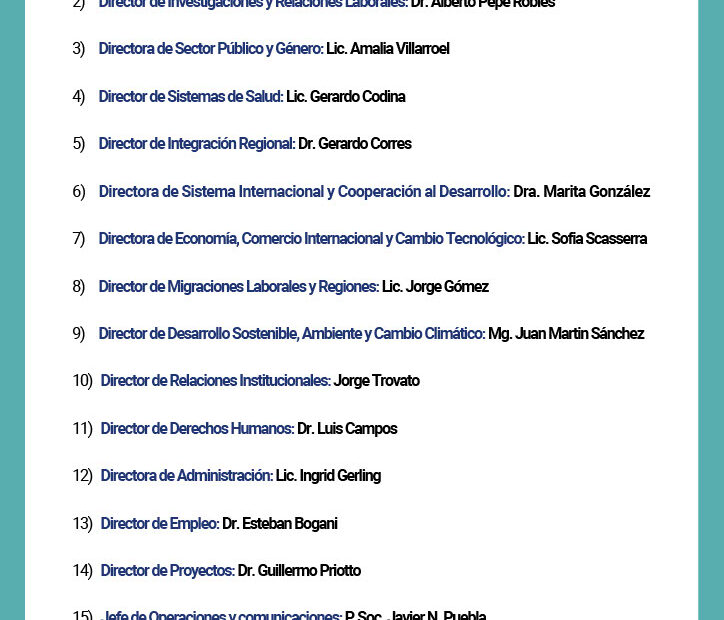 2) Director de Investigaciones y Relaciones Laborales: Dr. Alberto Pepe Robles
3) Directora de Sector Público y Género: Lic. Amalia Villarroel
4) Director de Sistemas de Salud: Lic. Gerardo Codina
5) Director de Integración Regional: Dr. Gerardo Corres
6) Directora de Sistema Internacional y Cooperación al Desarrollo: Dra. Marita González
7) Directora de Economía, Comercio Internacional y Cambio Tecnológico: Lic. Sofia Scasserra
8) Director de Migraciones Laborales y Regiones: Lic. Jorge Gómez
9) Director de Desarrollo Sostenible, Ambiente y Cambio Climático: Mg. Juan Martin Sánchez
10) Director de Relaciones Institucionales: Jorge Trovato
11) Director de Derechos Humanos: Dr. Luis Campos
12) Directora de Administración: Lic. Ingrid Gerling
13) Director de Empleo: Dr. Esteban Bogani
14) Director de Proyectos: Dr. Guillermo Priotto
15) Jefe de Operaciones y comunicaciones: P. Soc. Javier N. Puebla